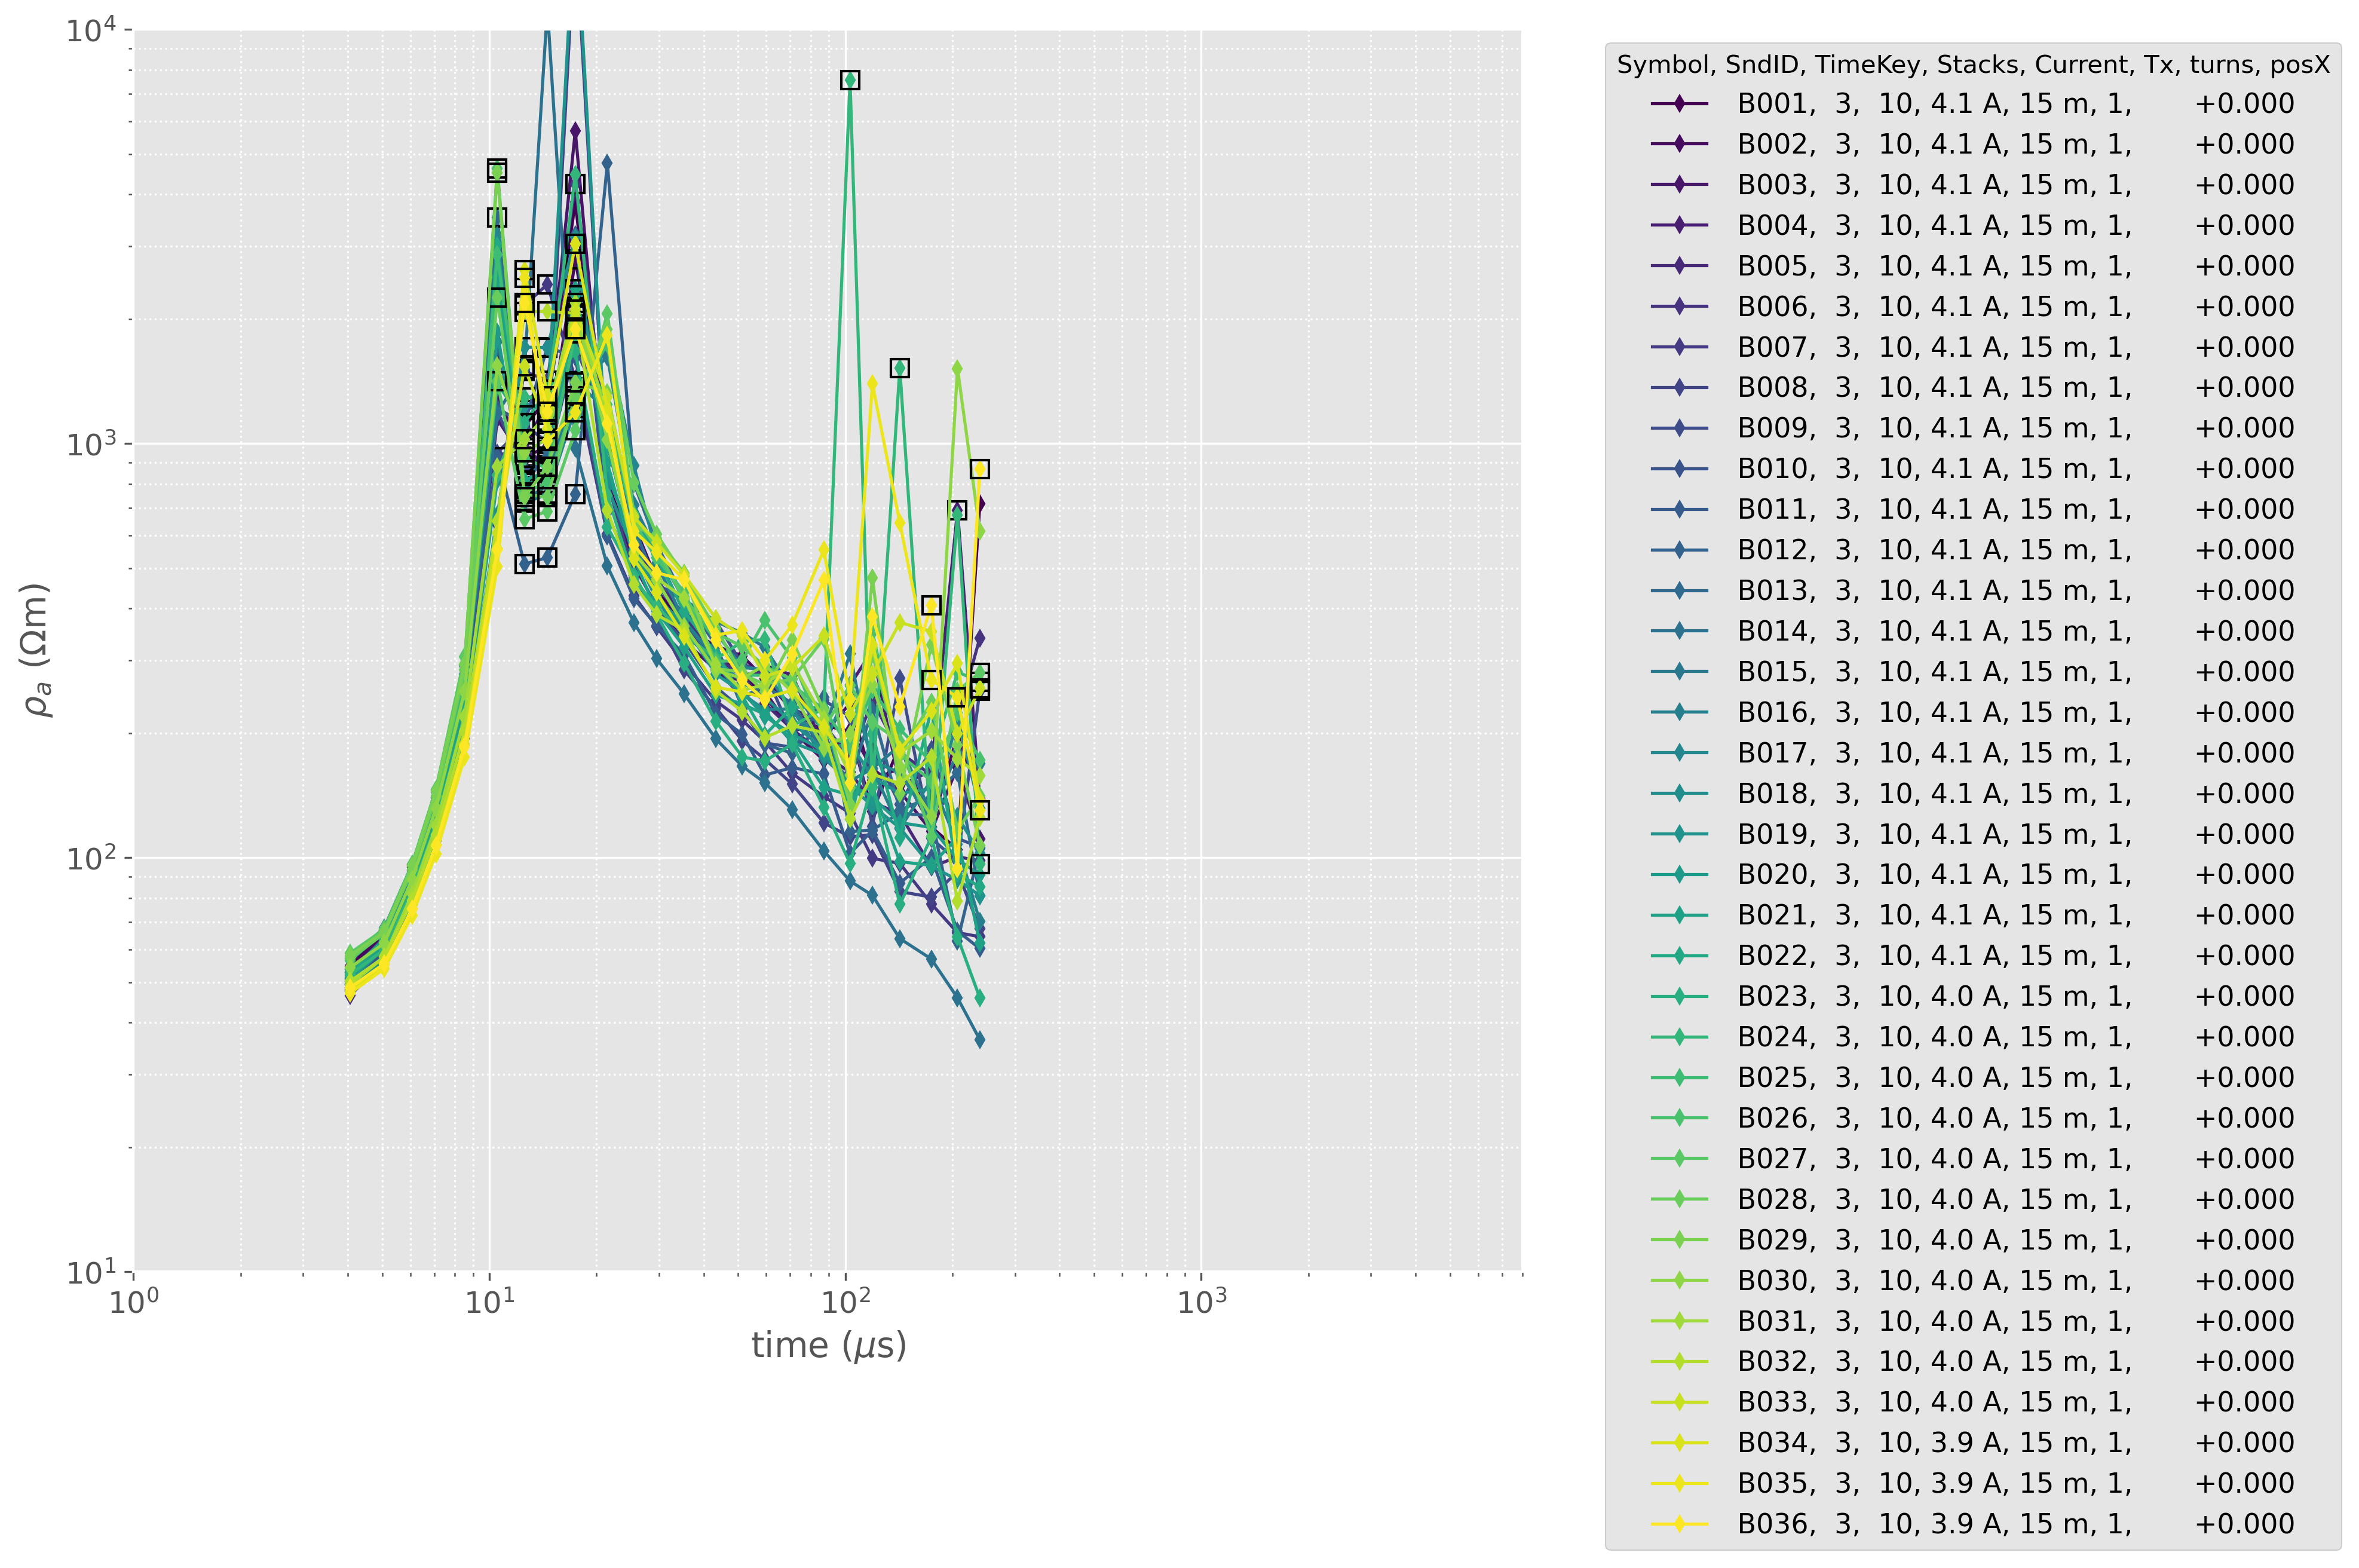 10⁴
10³
10²
10¹
ρₐ (Ωm)
10⁰ 10¹ 10² 10³
time (μs)
Symbol, SndID, TimeKey, Stacks, Current, Tx, turns, posX
B001, 3, 10, 4.1 A, 15 m, 1, +0.000
B002, 3, 10, 4.1 A, 15 m, 1, +0.000
B003, 3, 10, 4.1 A, 15 m, 1, +0.000
B004, 3, 10, 4.1 A, 15 m, 1, +0.000
B005, 3, 10, 4.1 A, 15 m, 1, +0.000
B006, 3, 10, 4.1 A, 15 m, 1, +0.000
B007, 3, 10, 4.1 A, 15 m, 1, +0.000
B008, 3, 10, 4.1 A, 15 m, 1, +0.000
B009, 3, 10, 4.1 A, 15 m, 1, +0.000
B010, 3, 10, 4.1 A, 15 m, 1, +0.000
B011, 3, 10, 4.1 A, 15 m, 1, +0.000
B012, 3, 10, 4.1 A, 15 m, 1, +0.000
B013, 3, 10, 4.1 A, 15 m, 1, +0.000
B014, 3, 10, 4.1 A, 15 m, 1, +0.000
B015, 3, 10, 4.1 A, 15 m, 1, +0.000
B016, 3, 10, 4.1 A, 15 m, 1, +0.000
B017, 3, 10, 4.1 A, 15 m, 1, +0.000
B018, 3, 10, 4.1 A, 15 m, 1, +0.000
B019, 3, 10, 4.1 A, 15 m, 1, +0.000
B020, 3, 10, 4.1 A, 15 m, 1, +0.000
B021, 3, 10, 4.1 A, 15 m, 1, +0.000
B022, 3, 10, 4.1 A, 15 m, 1, +0.000
B023, 3, 10, 4.0 A, 15 m, 1, +0.000
B024, 3, 10, 4.0 A, 15 m, 1, +0.000
B025, 3, 10, 4.0 A, 15 m, 1, +0.000
B026, 3, 10, 4.0 A, 15 m, 1, +0.000
B027, 3, 10, 4.0 A, 15 m, 1, +0.000
B028, 3, 10, 4.0 A, 15 m, 1, +0.000
B029, 3, 10, 4.0 A, 15 m, 1, +0.000
B030, 3, 10, 4.0 A, 15 m, 1, +0.000
B031, 3, 10, 4.0 A, 15 m, 1, +0.000
B032, 3, 10, 4.0 A, 15 m, 1, +0.000
B033, 3, 10, 4.0 A, 15 m, 1, +0.000
B034, 3, 10, 3.9 A, 15 m, 1, +0.000
B035, 3, 10, 3.9 A, 15 m, 1, +0.000
B036, 3, 10, 3.9 A, 15 m, 1, +0.000